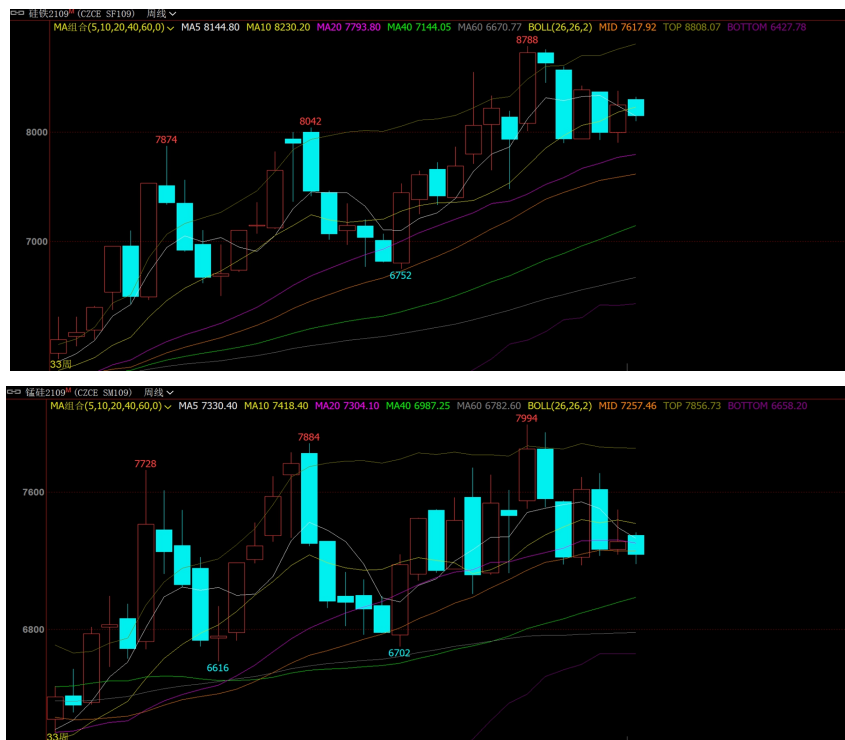 硅铁2109M (CZCE SF109) 周线
MA组合(5,10,20,40,60,0) MA5 8144.80 MA10 8230.20 MA20 7793.80 MA40 7144.05 MA60 6670.77 BOLL(26,26,2) MID 7617.92 TOP 8808.07 BOTTOM 6427.78
8788
8042
8000
7874
7000
6752
33周
锰硅2109M (CZCE SM109) 周线
MA组合(5,10,20,40,60,0) MA5 7330.40 MA10 7418.40 MA20 7304.10 MA40 6987.25 MA60 6782.60 BOLL(26,26,2) MID 7257.46 TOP 7856.73 BOTTOM 6658.20
7994
7884
7728
7600
6800
6702
6616
33周